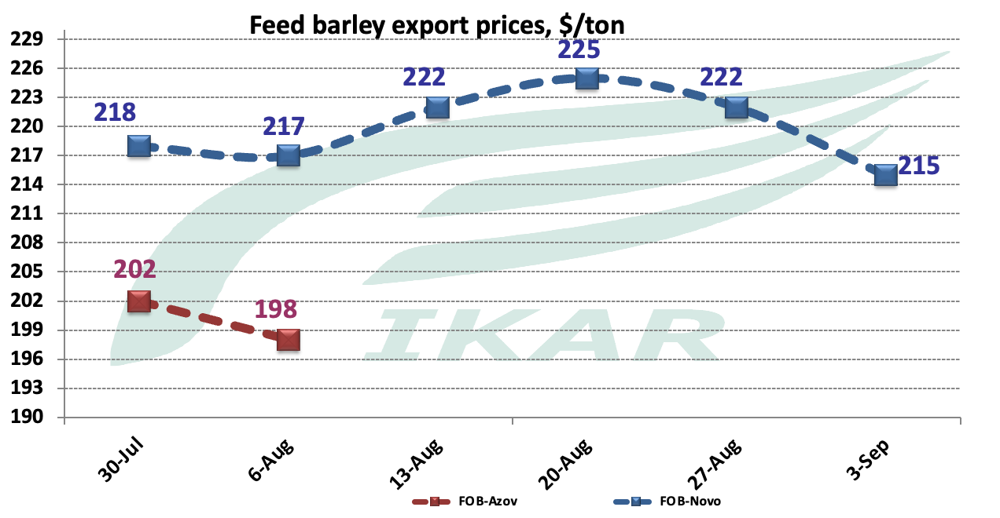 Feed barley export prices, $/ton
229
226
223
220
217
214
211
208
205
202
199
196
193
190
218
217
222
225
222
215
202
198
IKAR
30-Jul
6-Aug
13-Aug
20-Aug
27-Aug
3-Sep
FOB-Azov
FOB-Novo